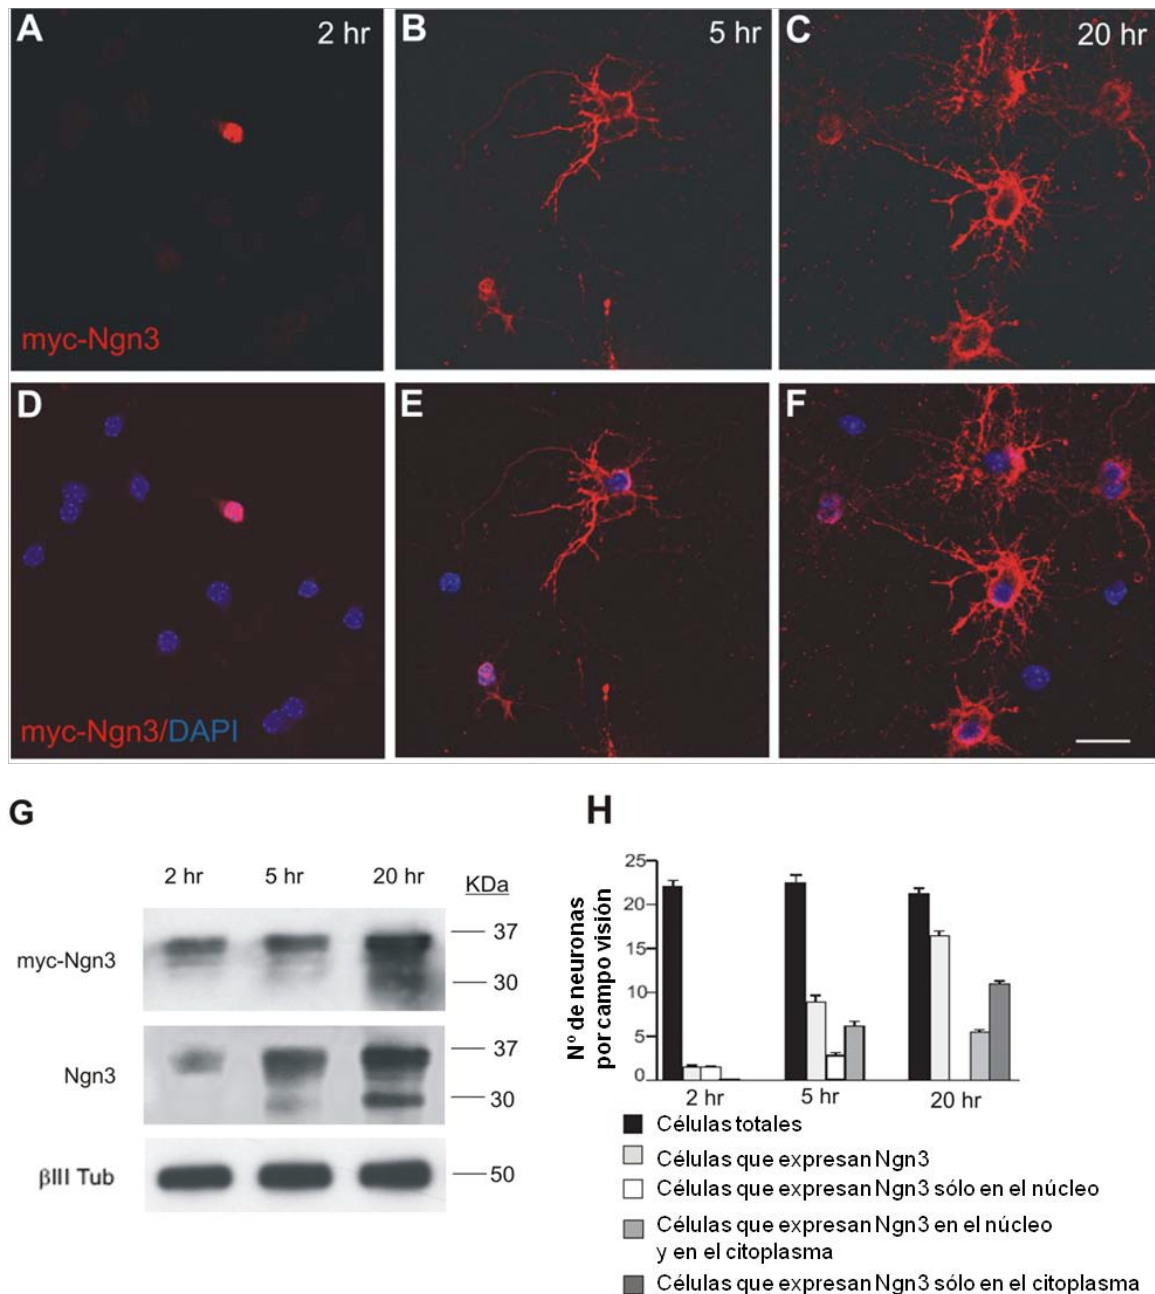 A
2 hr
B
5 hr
C
20 hr
myc-Ngn3
D
E
F
myc-Ngn3/DAPI
G
2 hr
5 hr
20 hr
KDa
myc-Ngn3
37
30
Ngn3
37
30
βIII Tub
50
H
Nº de neuronas
por campo visión
25
20
15
10
5
0
2 hr
5 hr
20 hr
Células totales
Células que expresan Ngn3
Células que expresan Ngn3 sólo en el núcleo
Células que expresan Ngn3 en el núcleo
y en el citoplasma
Células que expresan Ngn3 sólo en el citoplasma